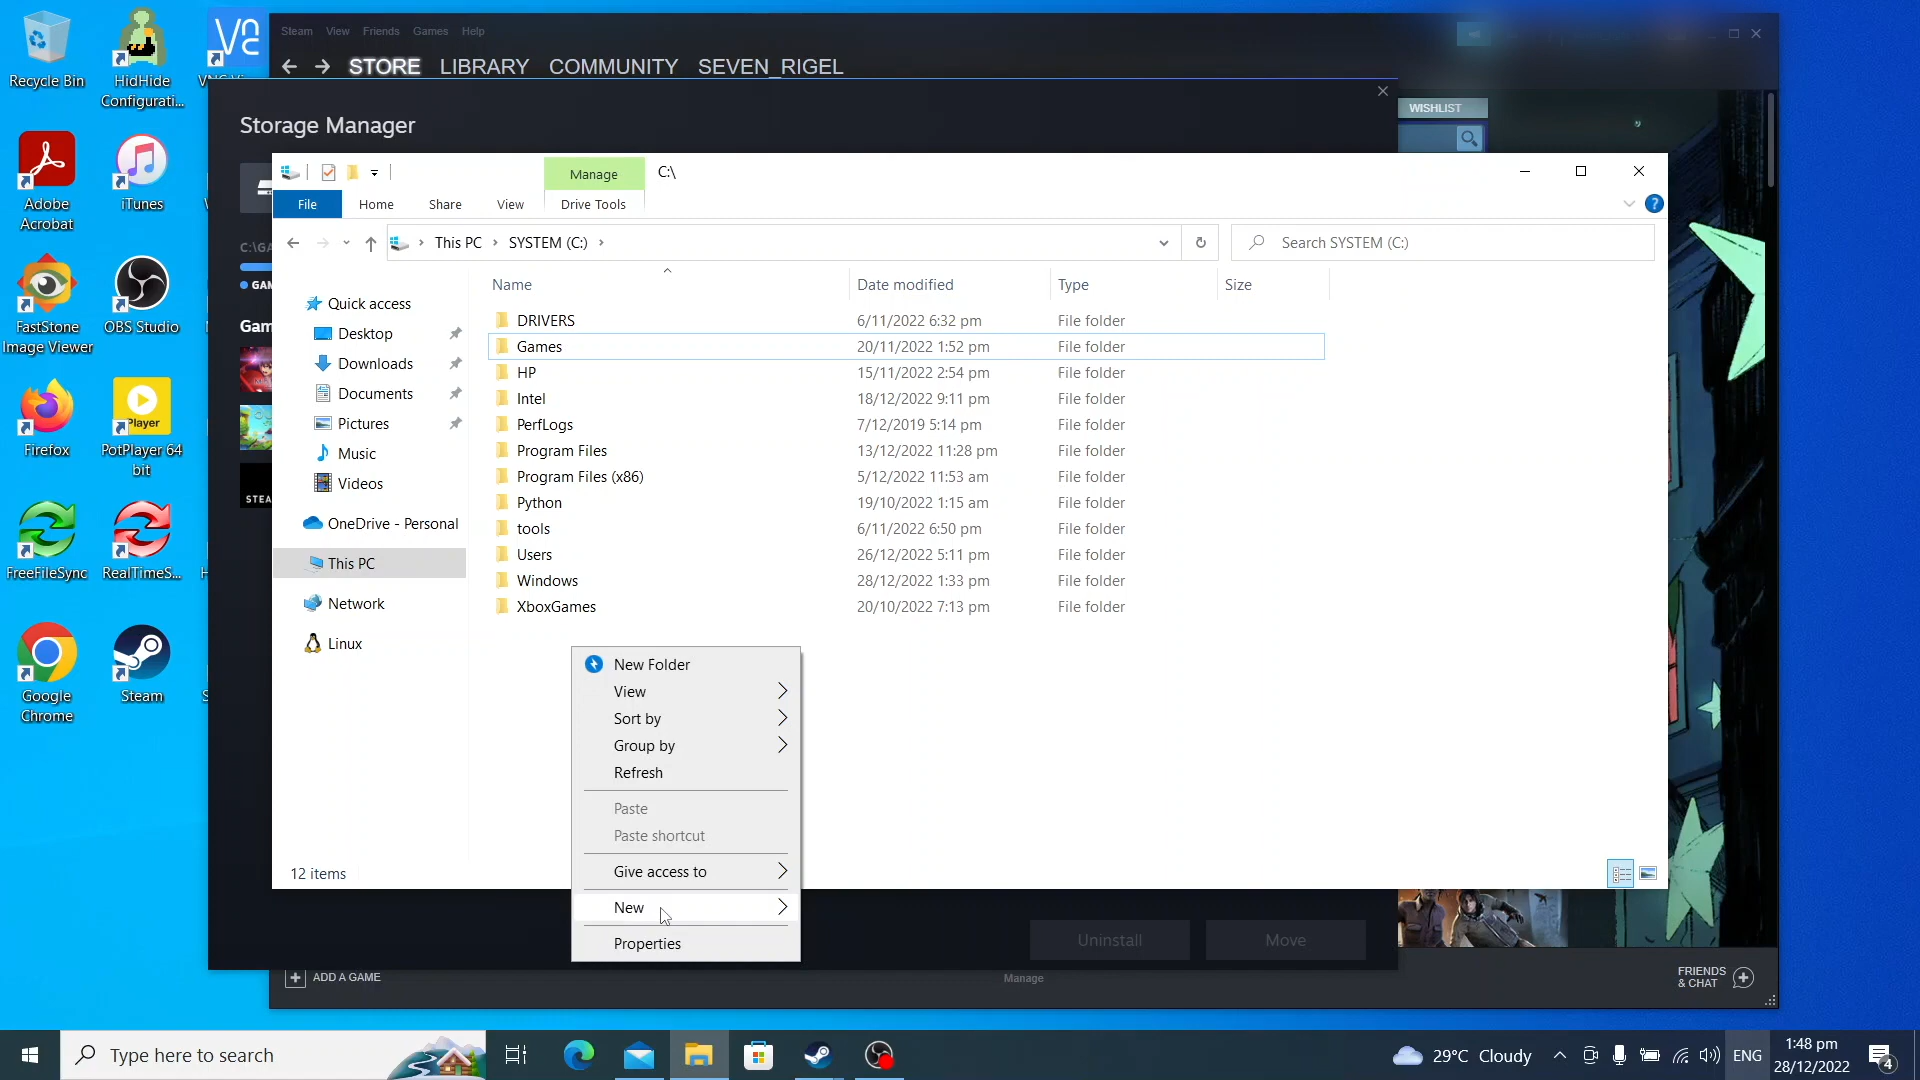 Recycle Bin
HidHide
Configurati...
Adobe
Acrobat
iTunes
FastStone
Image Viewer
OBS Studio
Firefox
Player
PotPlayer 64
bit
FreeFileSync
RealTimeS...
Google
Chrome
Steam
Steam View Friends Games Help
STORE LIBRARY COMMUNITY SEVEN_RIGEL
WISHLIST
Storage Manager
Manage
C:\
File Home Share View Drive Tools
This PC SYSTEM (C:)
Search SYSTEM (C:)
Name Date modified Type Size
DRIVERS 6/11/2022 6:32 pm File folder
Games 20/11/2022 1:52 pm File folder
HP 15/11/2022 2:54 pm File folder
Intel 18/12/2022 9:11 pm File folder
PerfLogs 7/12/2019 5:14 pm File folder
Program Files 13/12/2022 11:28 pm File folder
Program Files (x86) 5/12/2022 11:53 am File folder
Python 19/10/2022 1:15 am File folder
tools 6/11/2022 6:50 pm File folder
Users 26/12/2022 5:11 pm File folder
Windows 28/12/2022 1:33 pm File folder
XboxGames 20/10/2022 7:13 pm File folder
Quick access
Desktop
Downloads
Documents
Pictures
Music
Videos
OneDrive - Personal
This PC
Network
Linux
12 items
New Folder
View
Sort by
Group by
Refresh
Paste
Paste shortcut
Give access to
New
Properties
Uninstall Move
ADD A GAME
Manage
FRIENDS
& CHAT
Type here to search
29°C Cloudy
ENG
1:48 pm
28/12/2022
4